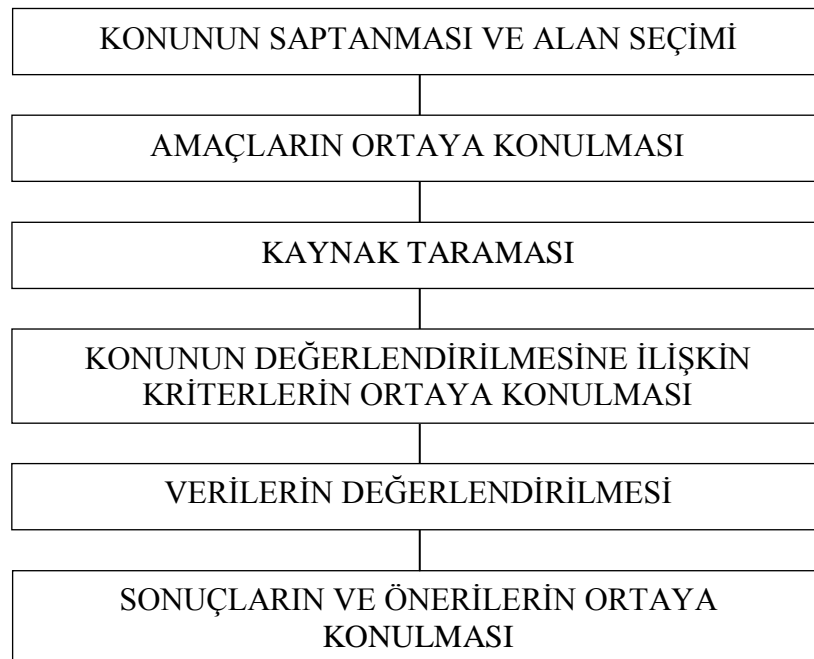 KONUNUN SAPTANMASI VE ALAN SEÇİMİ
AMAÇLARIN ORTAYA KONULMASI
KAYNAK TARAMASI
KONUNUN DEĞERLENDİRİLMESİNE İLİŞKİN
KRİTERLERİN ORTAYA KONULMASI
VERİLERİN DEĞERLENDİRİLMESİ
SONUÇLARIN VE ÖNERİLERİN ORTAYA
KONULMASI